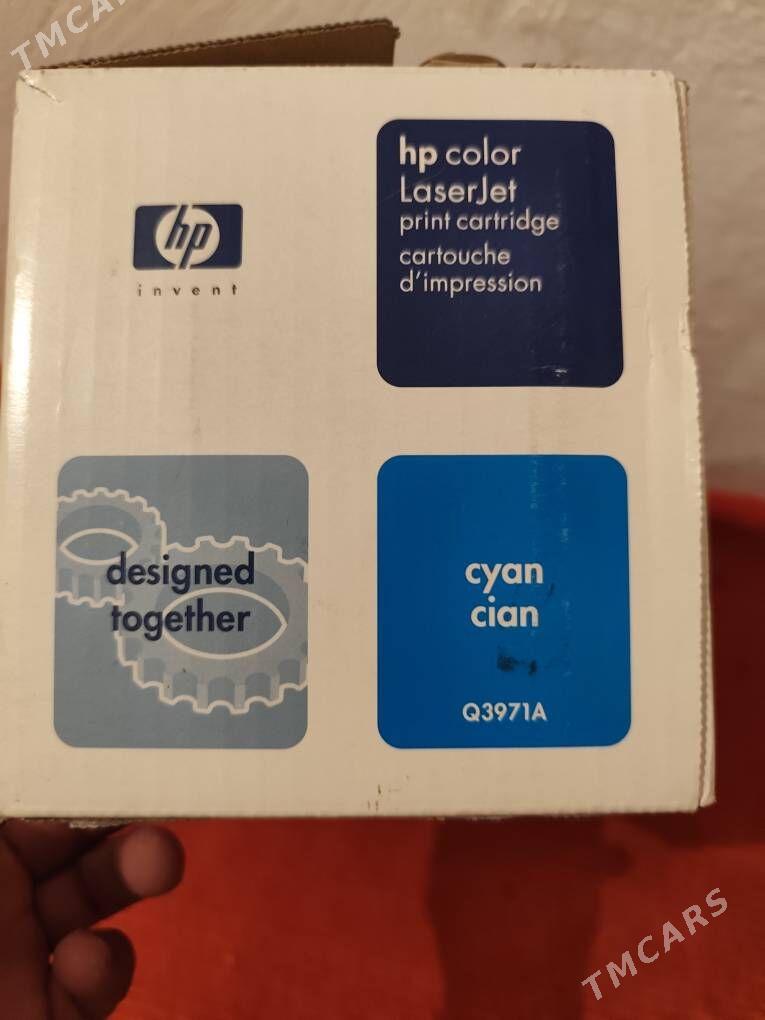 TMCARS
hp
invent
hp color
LaserJet
print cartridge
cartouche
d'impression
designed
together
cyan
cian
Q3971A
TMCARS